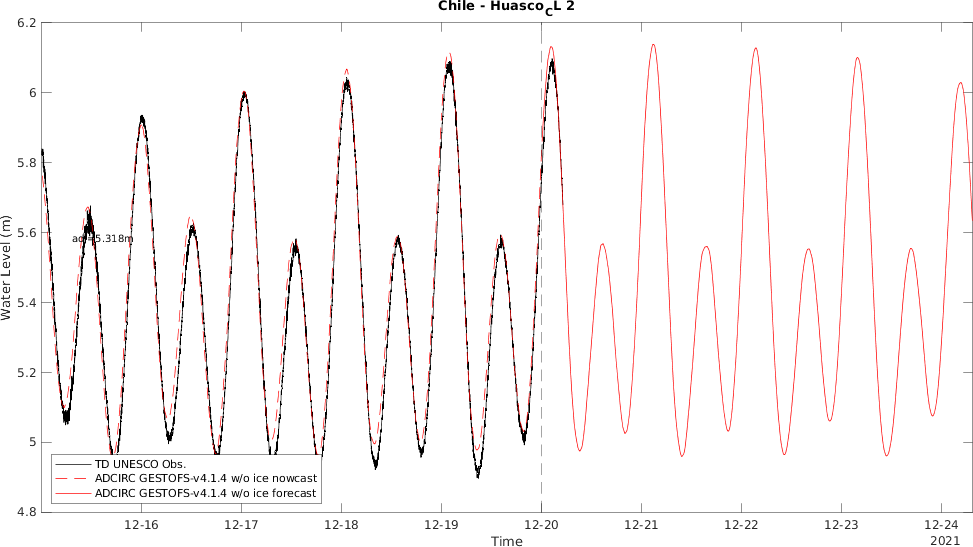 Chile - Huasco_CL 2
6.2
6
5.8
5.6
5.4
5.2
5
4.8
Water Level (m)
5.318m
TD UNESCO Obs.
ADCIRC GESTOFS-v4.1.4 w/o ice nowcast
ADCIRC GESTOFS-v4.1.4 w/o ice forecast
12-16
12-17
12-18
12-19
12-20
12-21
12-22
12-23
12-24
Time
2021